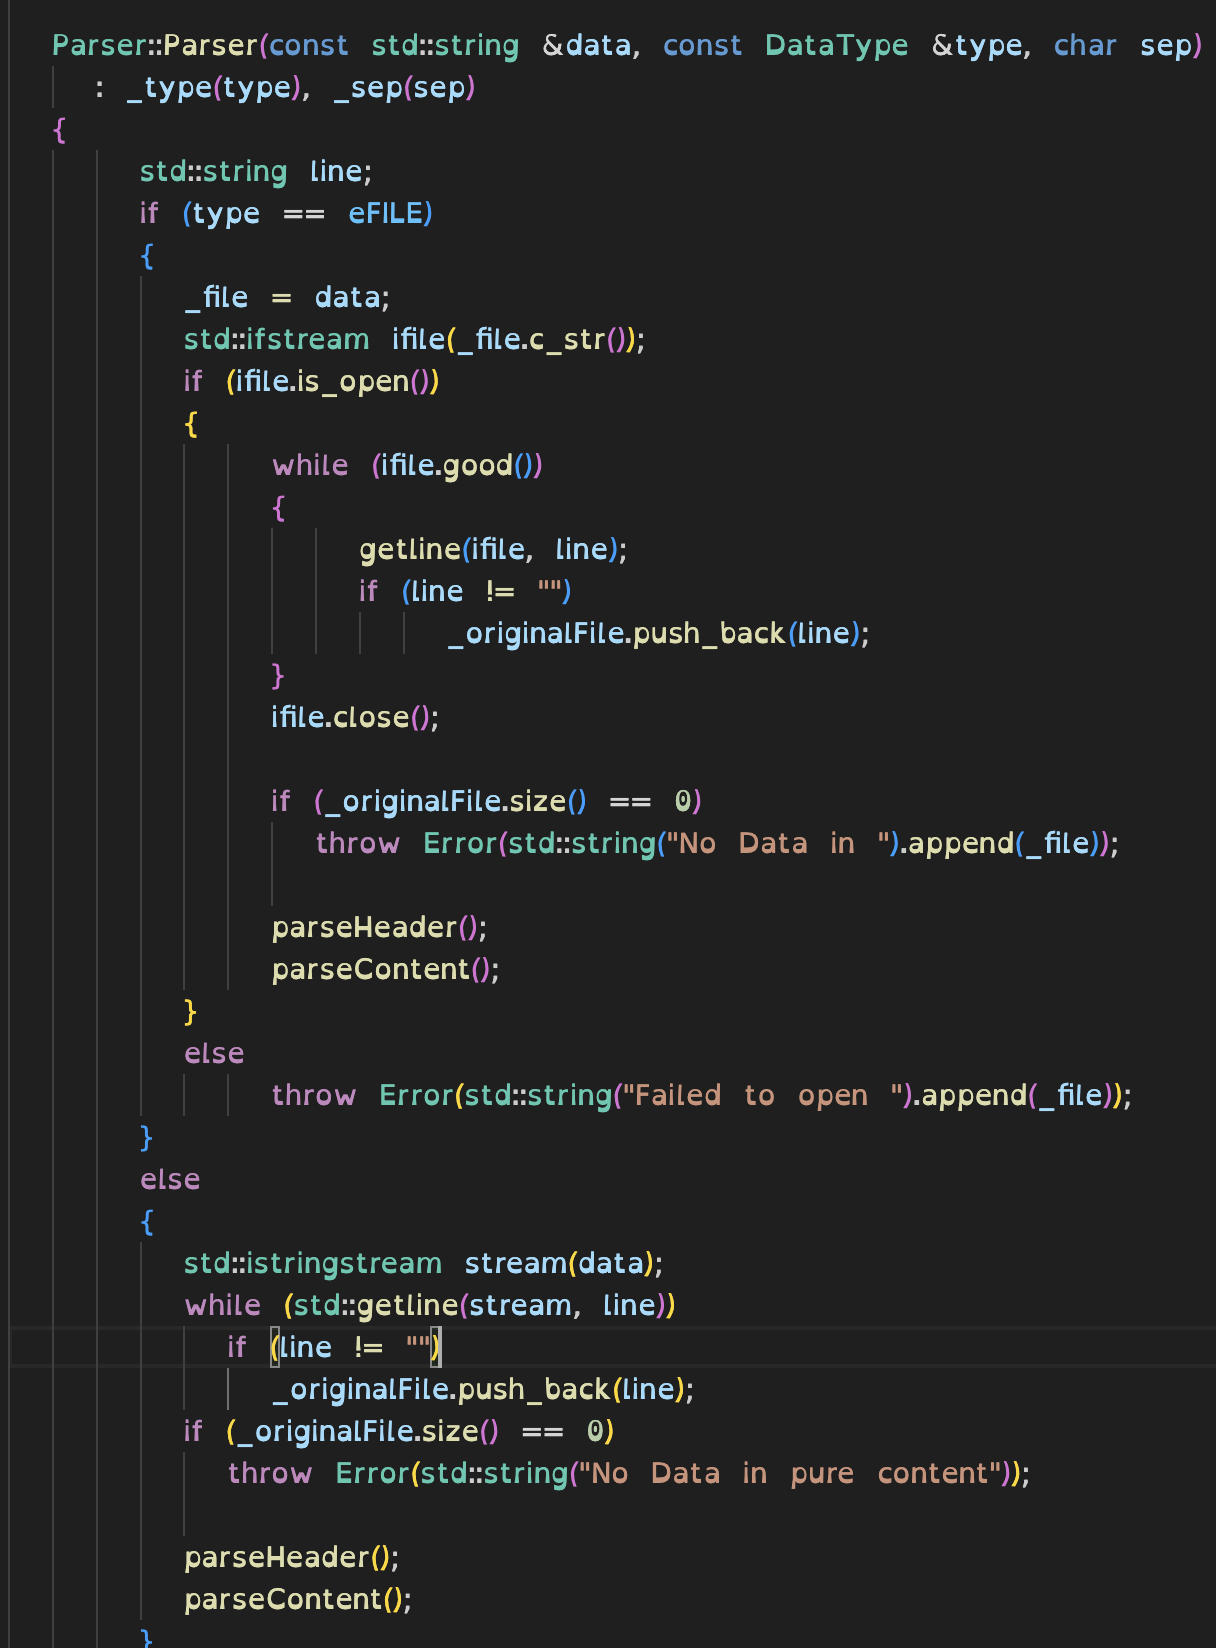 Parser::Parser(const std::string &data, const DataType &type, char sep)
: _type(type), _sep(sep)
{
std::string line;
if (type == eFILE)
{
_file = data;
std::ifstream ifile(_file.c_str());
if (ifile.is_open())
{
while (ifile.good())
{
getline(ifile, line);
if (line != "")
_originalFile.push_back(line);
}
ifile.close();
if (_originalFile.size() == 0)
throw Error(std::string("No Data in ").append(_file));
parseHeader();
parseContent();
}
else
throw Error(std::string("Failed to open ").append(_file));
}
else
{
std::istringstream stream(data);
while (std::getline(stream, line))
if (line != "")
_originalFile.push_back(line);
if (_originalFile.size() == 0)
throw Error(std::string("No Data in pure content"));
parseHeader();
parseContent();
}